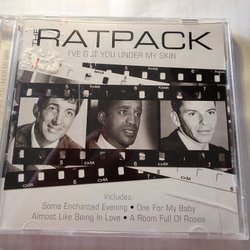 THE
RATPACK
I'VE GOT YOU UNDER MY SKIN
Includes
Some Enchanted Evening • One For My Baby
Almost Like Being In Love • A Room Full Of Roses